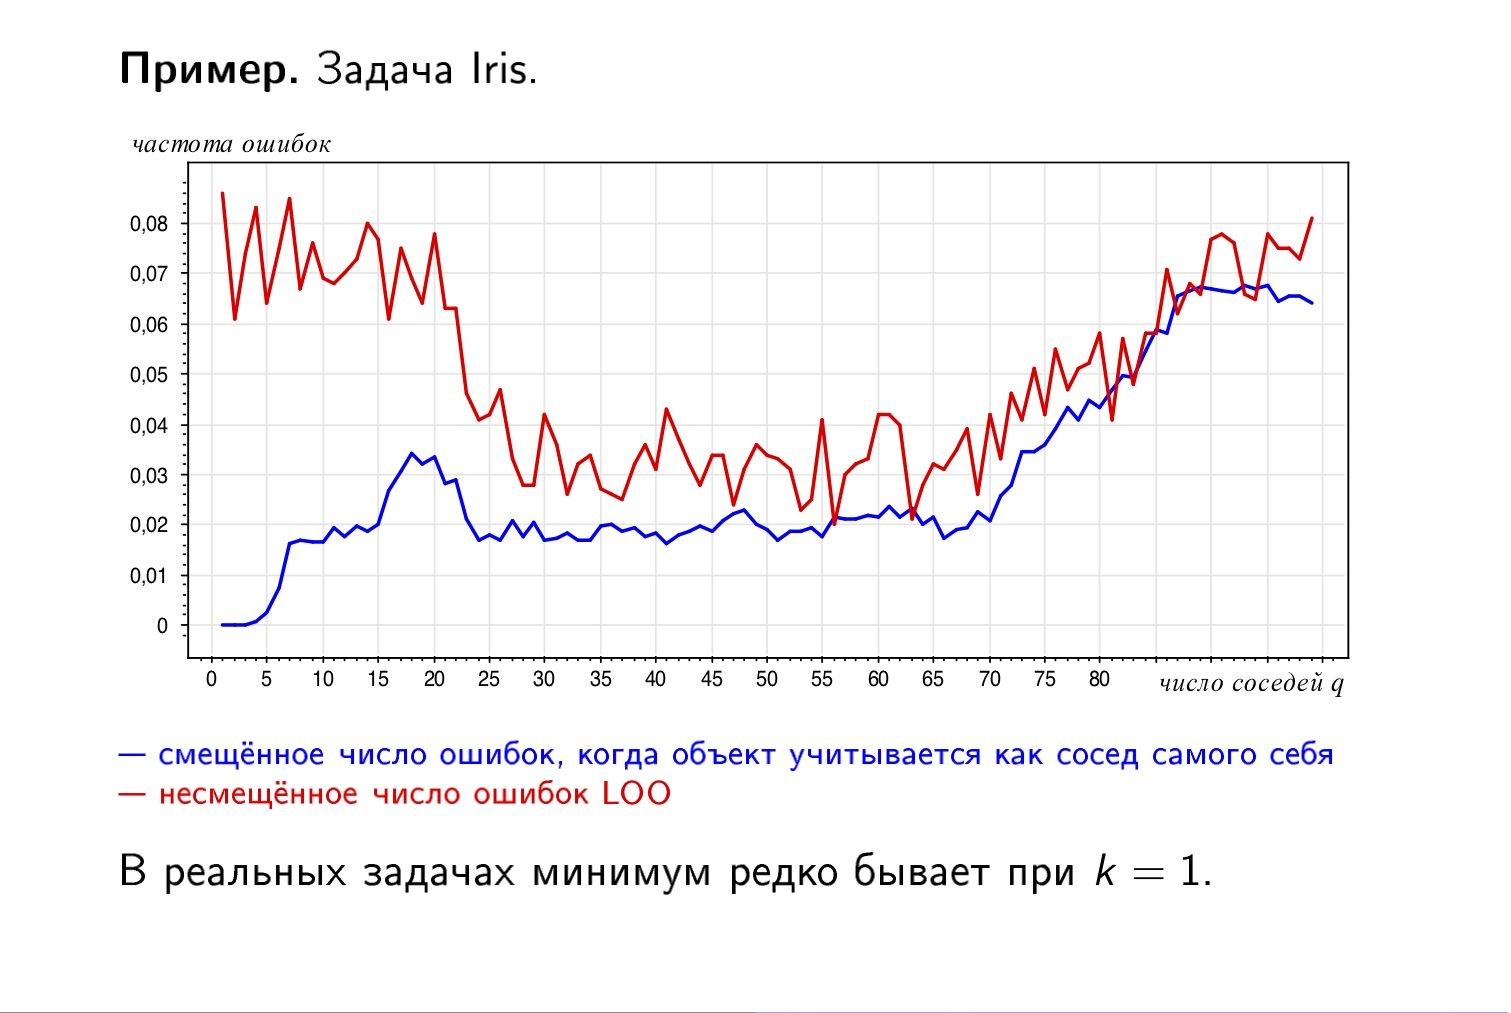 Пример. Задача Iris.
частота ошибок
0,08
0,07
0,06
0,05
0,04
0,03
0,02
0,01
0
0 5 10 15 20 25 30 35 40 45 50 55 60 65 70 75 80
число соседей q
— смещённое число ошибок, когда объект учитывается как сосед самого себя
— несмещённое число ошибок LOO
В реальных задачах минимум редко бывает при k = 1.